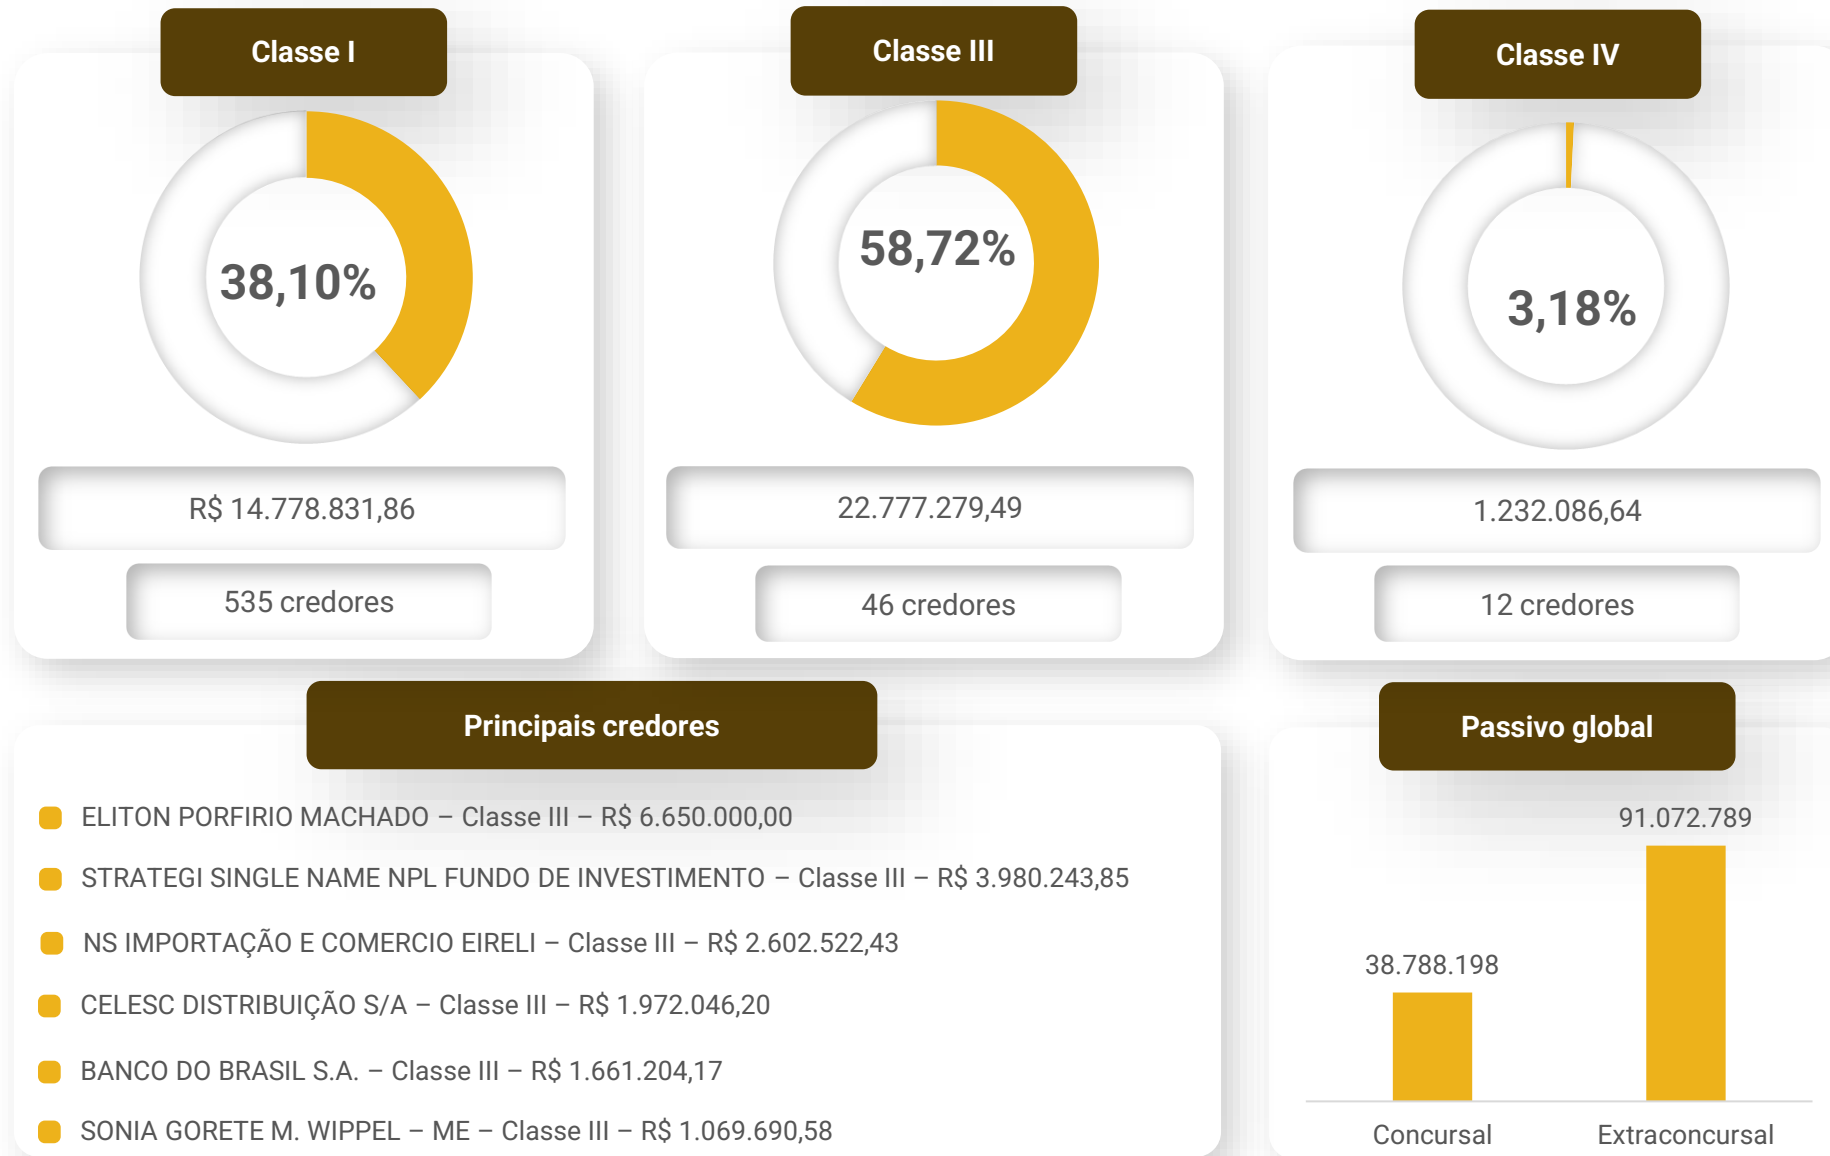 Classe I
38,10%
R$ 14.778.831,86
535 credores
Classe III
58,72%
22.777.279,49
46 credores
Classe IV
3,18%
1.232.086,64
12 credores
Principais credores
ELITON PORFIRIO MACHADO – Classe III – R$ 6.650.000,00
STRATEGI SINGLE NAME NPL FUNDO DE INVESTIMENTO – Classe III – R$ 3.980.243,85
NS IMPORTAÇÃO E COMERCIO EIRELI – Classe III – R$ 2.602.522,43
CELESC DISTRIBUIÇÃO S/A – Classe III – R$ 1.972.046,20
BANCO DO BRASIL S.A. – Classe III – R$ 1.661.204,17
SONIA GORETE M. WIPPEL – ME – Classe III – R$ 1.069.690,58
Passivo global
91.072.789
38.788.198
Concursal
Extraconcursal